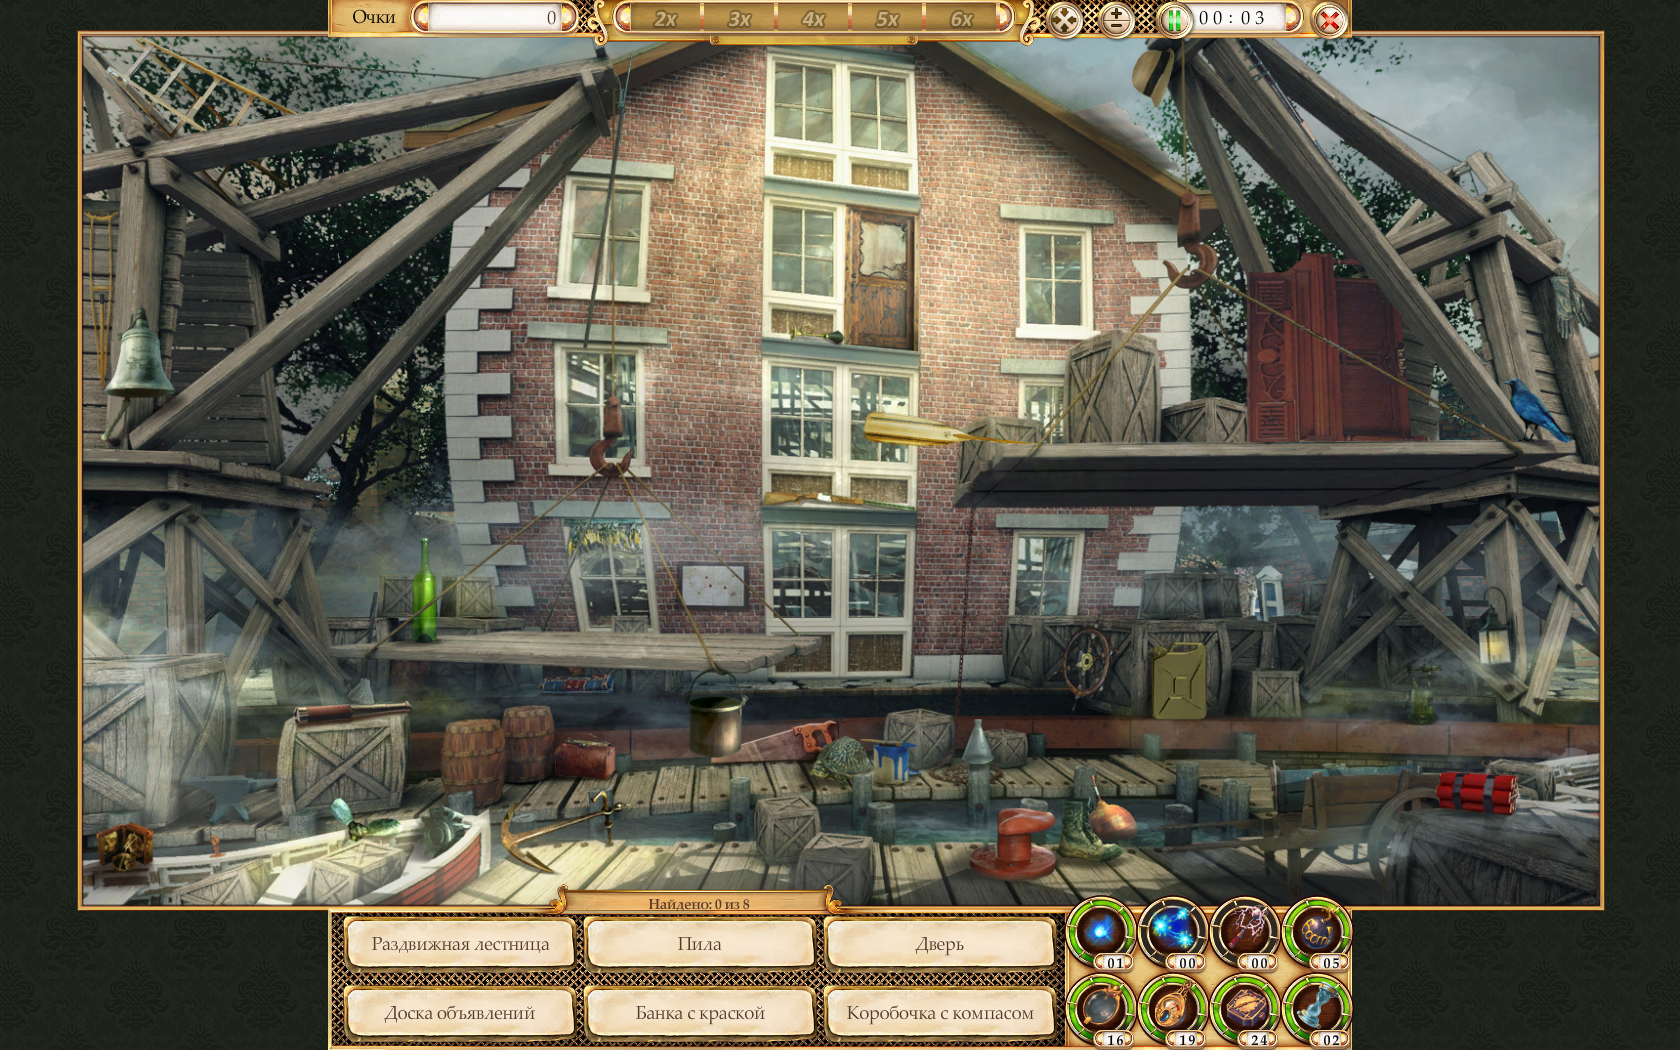 Очки 0 2x 3x 4x 5x 6x 00:03
Найдено: 0 из 8
Раздвижная лестница Пила Дверь
Доска объявлений Банка с краской Коробочка с компасом
01 00 00 05
16 19 24 02